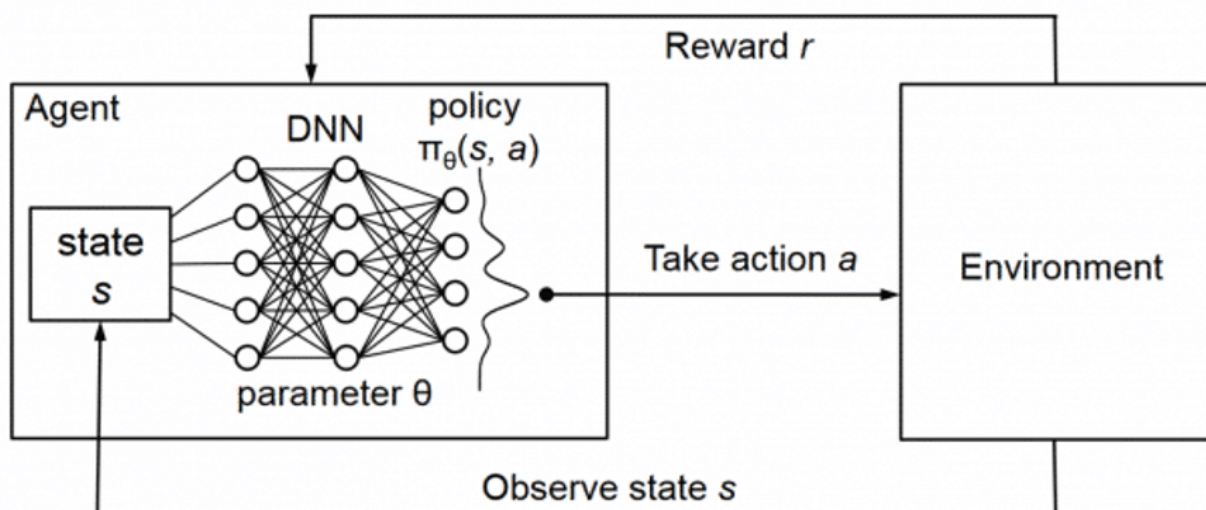 Reward r
Agent
DNN
policy
πθ(s, a)
state
s
Take action a
Environment
parameter θ
Observe state s